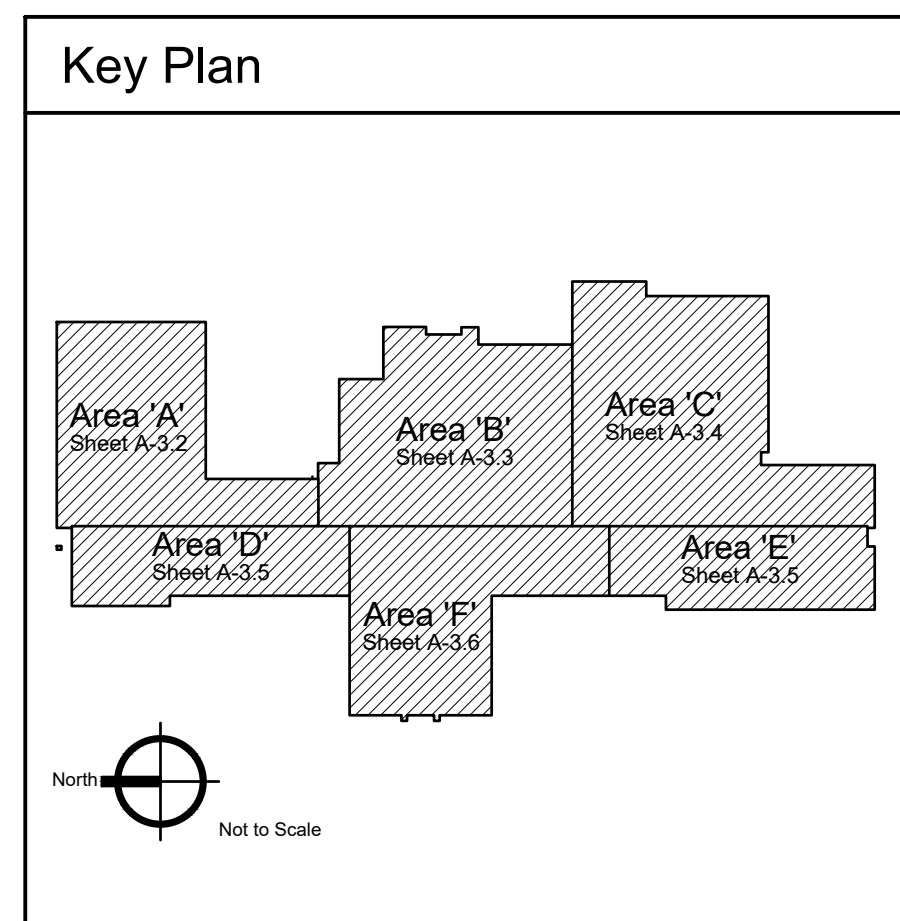 Key Plan
Area 'A'
Sheet A-3.2
Area 'B'
Sheet A-3.3
Area 'C'
Sheet A-3.4
Area 'D'
Sheet A-3.5
Area 'E'
Sheet A-3.5
Area 'F'
Sheet A-3.6
North
Not to Scale